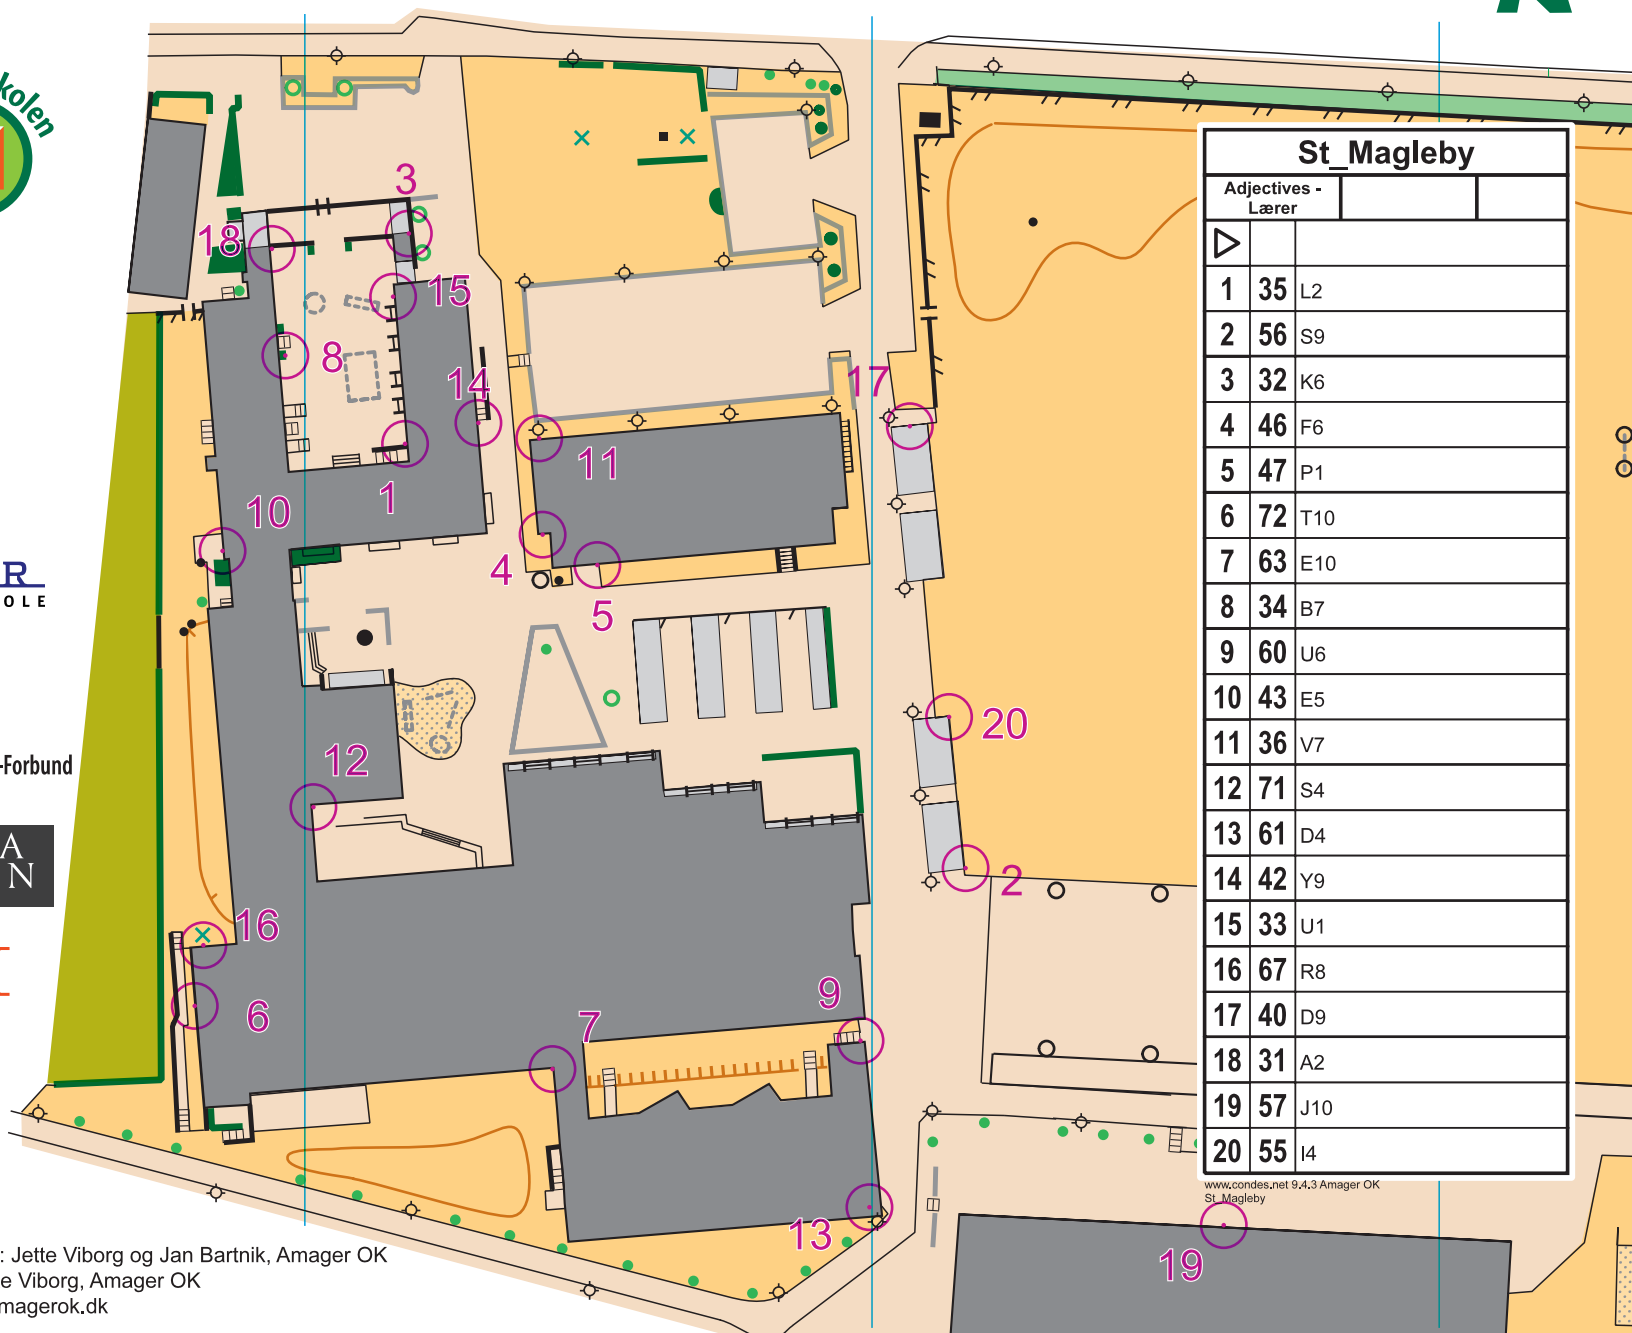 kolen
R
OLE
-Forbund
A
N
St_Magleby
Adjectives -
Lærer
1 35 L2
2 56 S9
3 32 K6
4 46 F6
5 47 P1
6 72 T10
7 63 E10
8 34 B7
9 60 U6
10 43 E5
11 36 V7
12 71 S4
13 61 D4
14 42 Y9
15 33 U1
16 67 R8
17 40 D9
18 31 A2
19 57 J10
20 55 I4
www.condes.net 9.4.3 Amager OK
St_Magleby
3
18
15
8
14
17
11
10
1
4
5
20
12
2
16
9
6
7
13
19
: Jette Viborg og Jan Bartnik, Amager OK
e Viborg, Amager OK
magerok.dk